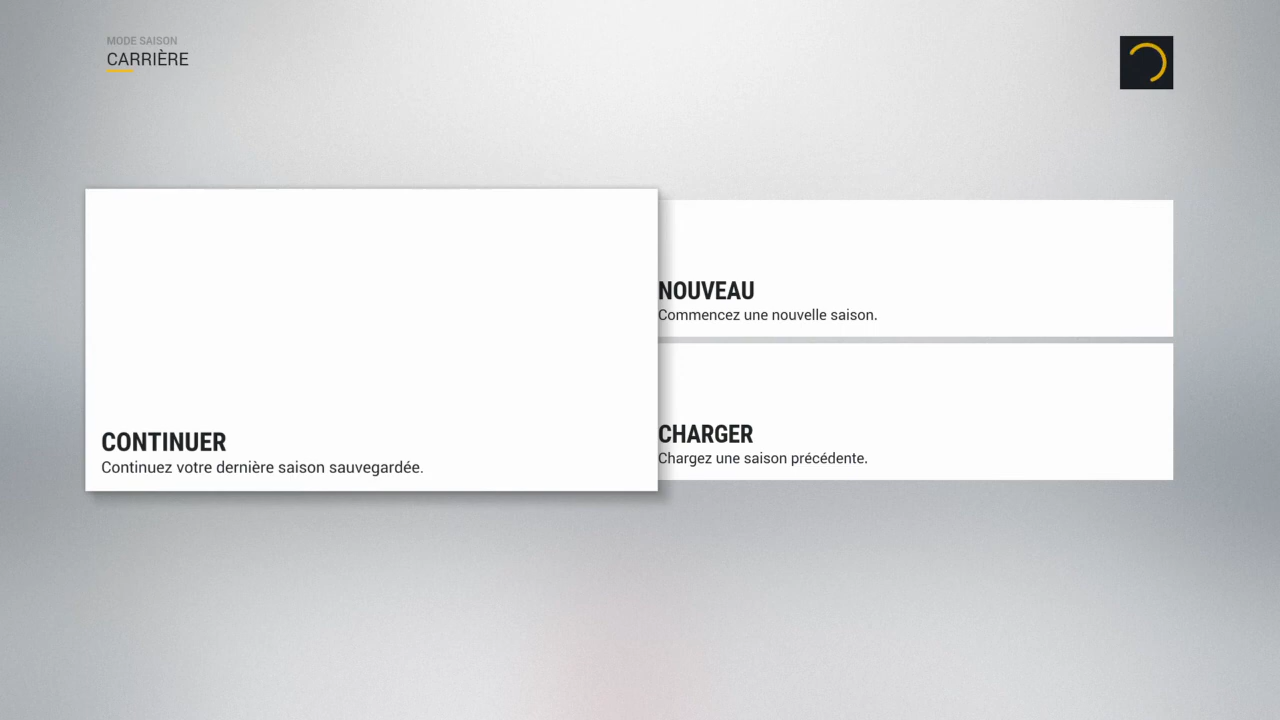 MODE SAISON
CARRIÈRE
CONTINUER
Continuez votre dernière saison sauvegardée.
NOUVEAU
Commencez une nouvelle saison.
CHARGER
Chargez une saison précédente.